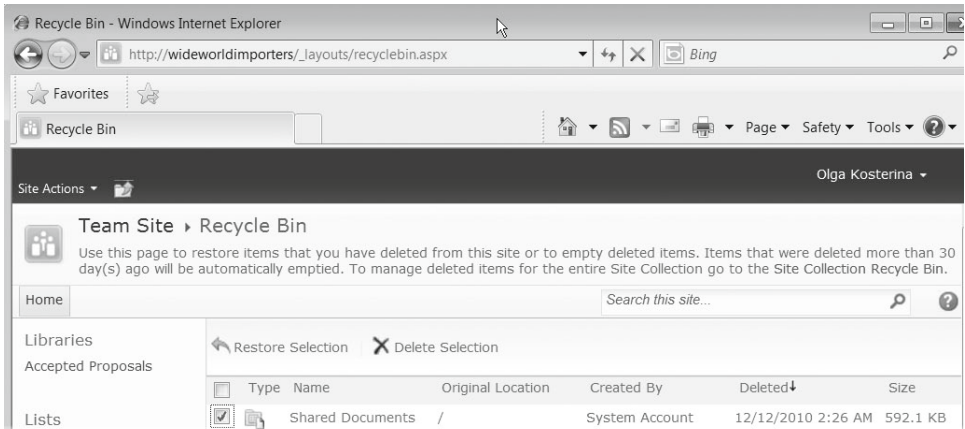 Recycle Bin - Windows Internet Explorer
http://wideworldimporters/_layouts/recyclebin.aspx
Bing
Favorites
Recycle Bin
Page
Safety
Tools
Olga Kosterina
Site Actions
Team Site Recycle Bin
Use this page to restore items that you have deleted from this site or to empty deleted items. Items that were deleted more than 30
day(s) ago will be automatically emptied. To manage deleted items for the entire Site Collection go to the Site Collection Recycle Bin.
Home
Search this site...
Libraries
Accepted Proposals
Lists
Restore Selection
Delete Selection
Type Name Original Location Created By Deleted Size
Shared Documents / System Account 12/12/2010 2:26 AM 592.1 KB